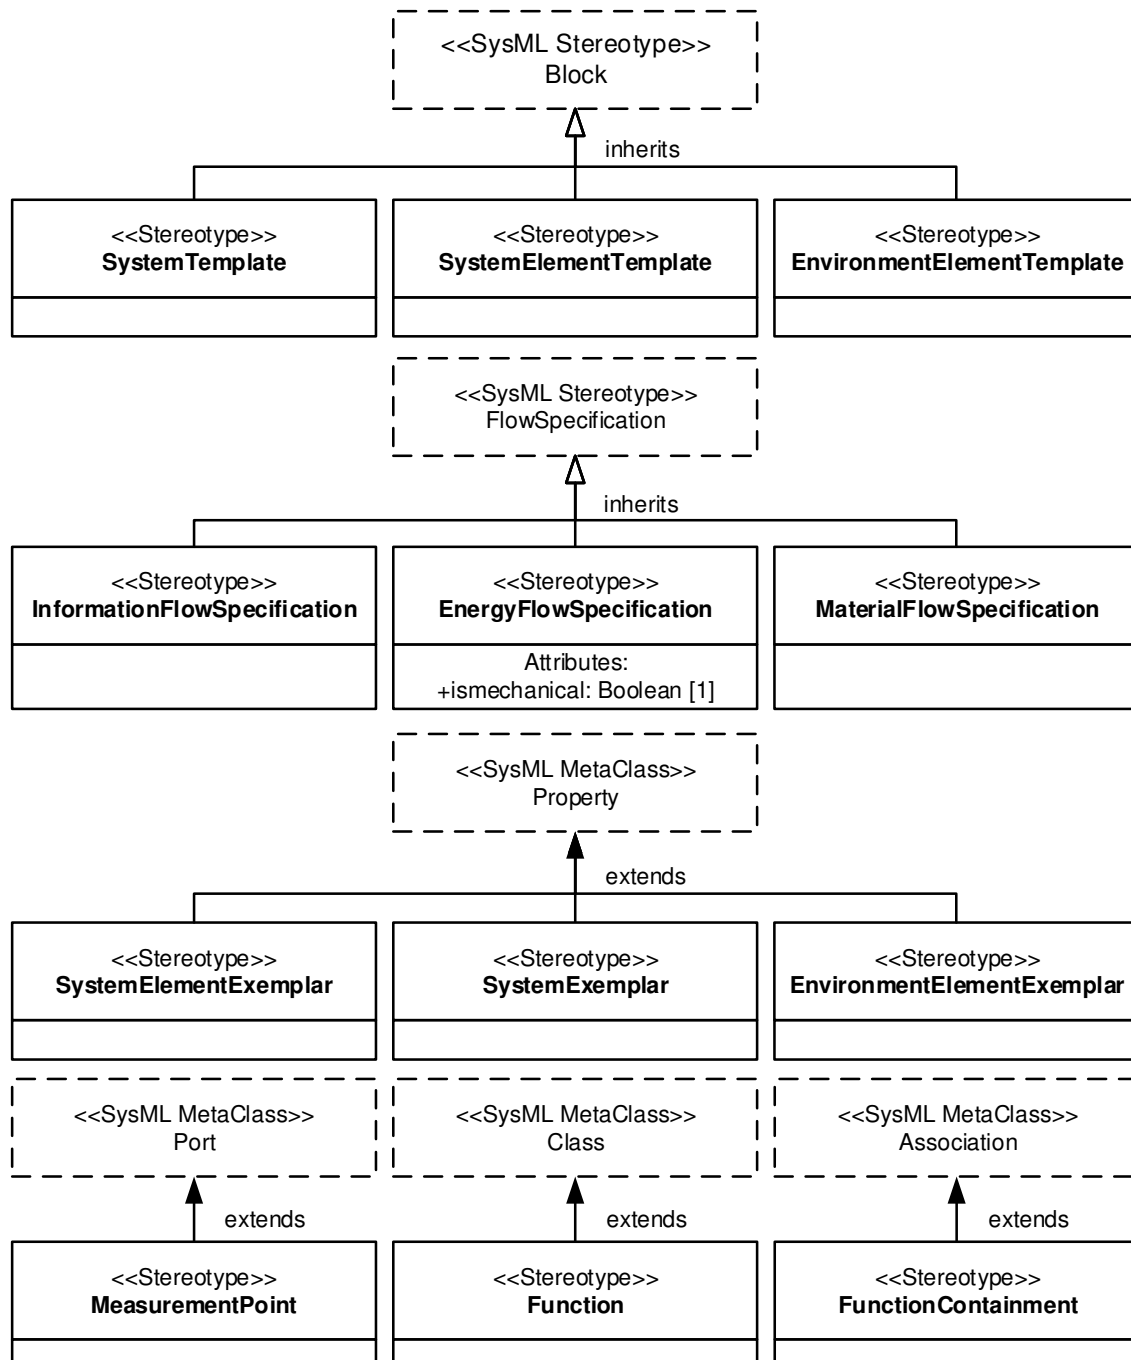 <<SysML Stereotype>>
Block
inherits
<<Stereotype>>
SystemTemplate
<<Stereotype>>
SystemElementTemplate
<<Stereotype>>
EnvironmentElementTemplate
<<SysML Stereotype>>
FlowSpecification
inherits
<<Stereotype>>
InformationFlowSpecification
<<Stereotype>>
EnergyFlowSpecification
Attributes:
+ismechanical: Boolean [1]
<<Stereotype>>
MaterialFlowSpecification
<<SysML MetaClass>>
Property
extends
<<Stereotype>>
SystemElementExemplar
<<Stereotype>>
SystemExemplar
<<Stereotype>>
EnvironmentElementExemplar
<<SysML MetaClass>>
Port
<<SysML MetaClass>>
Class
<<SysML MetaClass>>
Association
extends
extends
extends
<<Stereotype>>
MeasurementPoint
<<Stereotype>>
Function
<<Stereotype>>
FunctionContainment